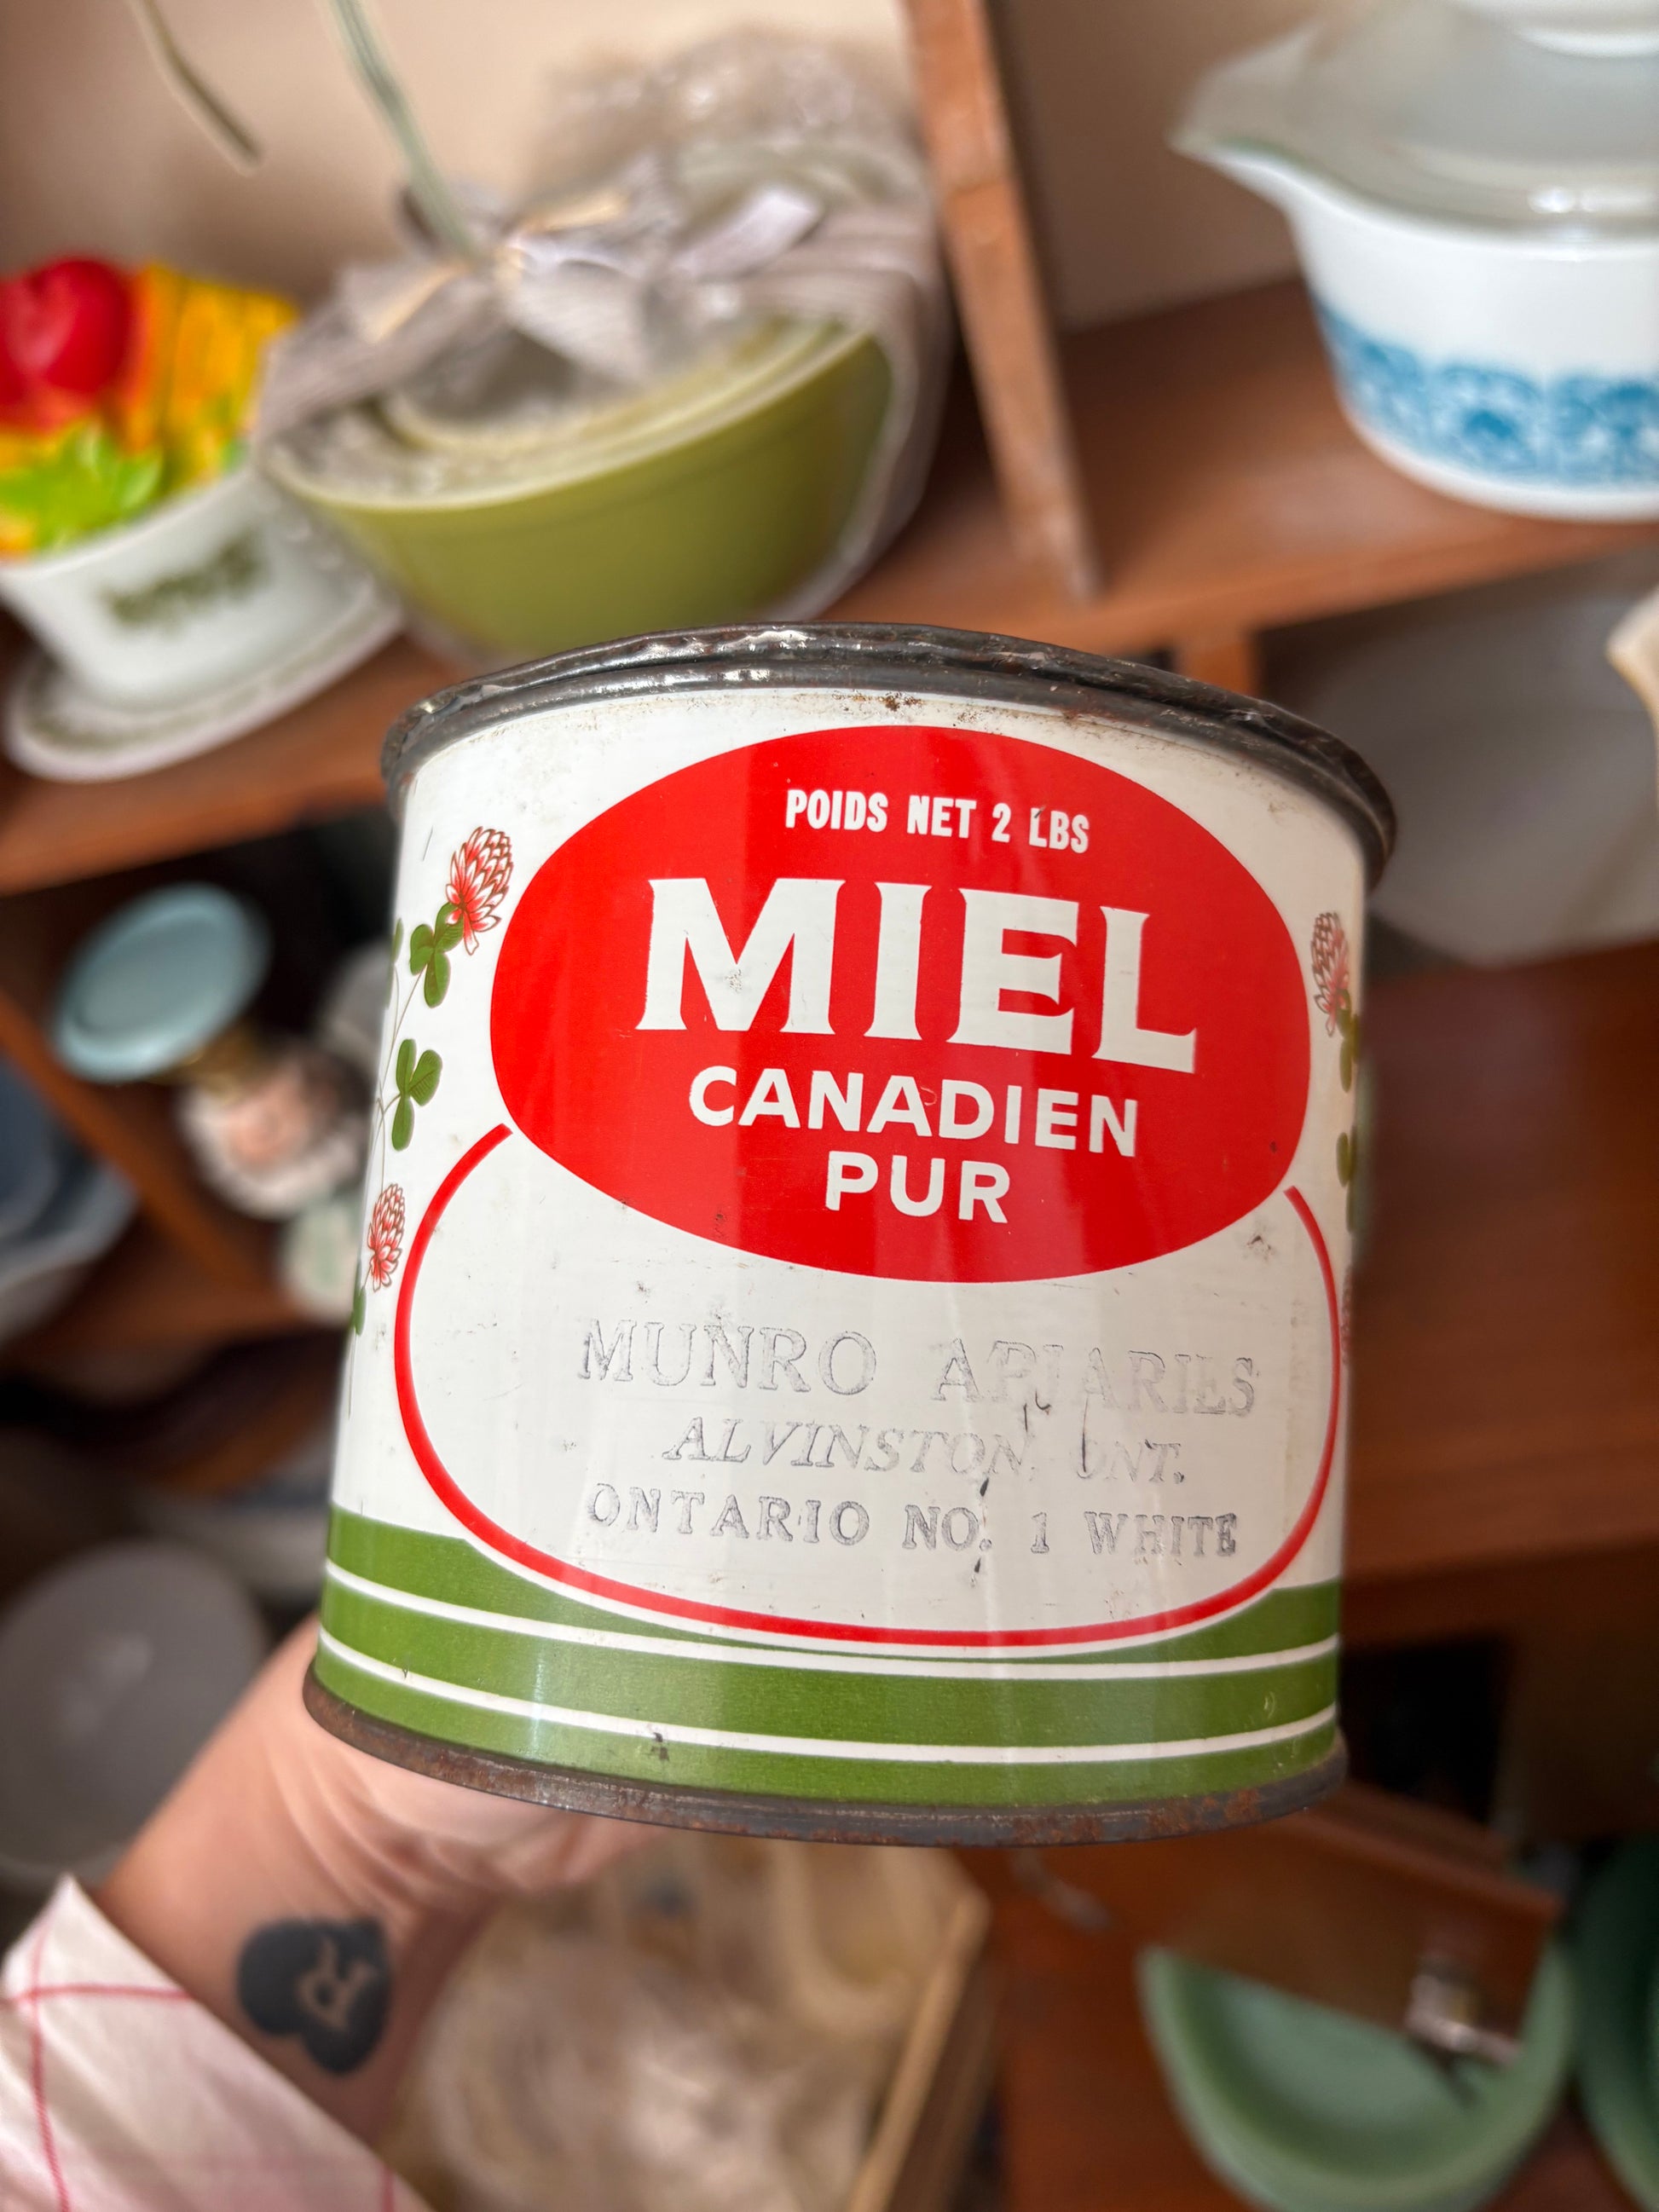 POIDS NET 2 LBS
MIEL
CANADIEN
PUR
MUNRO APIARIES
ALVINSTON, ONT.
ONTARIO NO. 1 WHITE